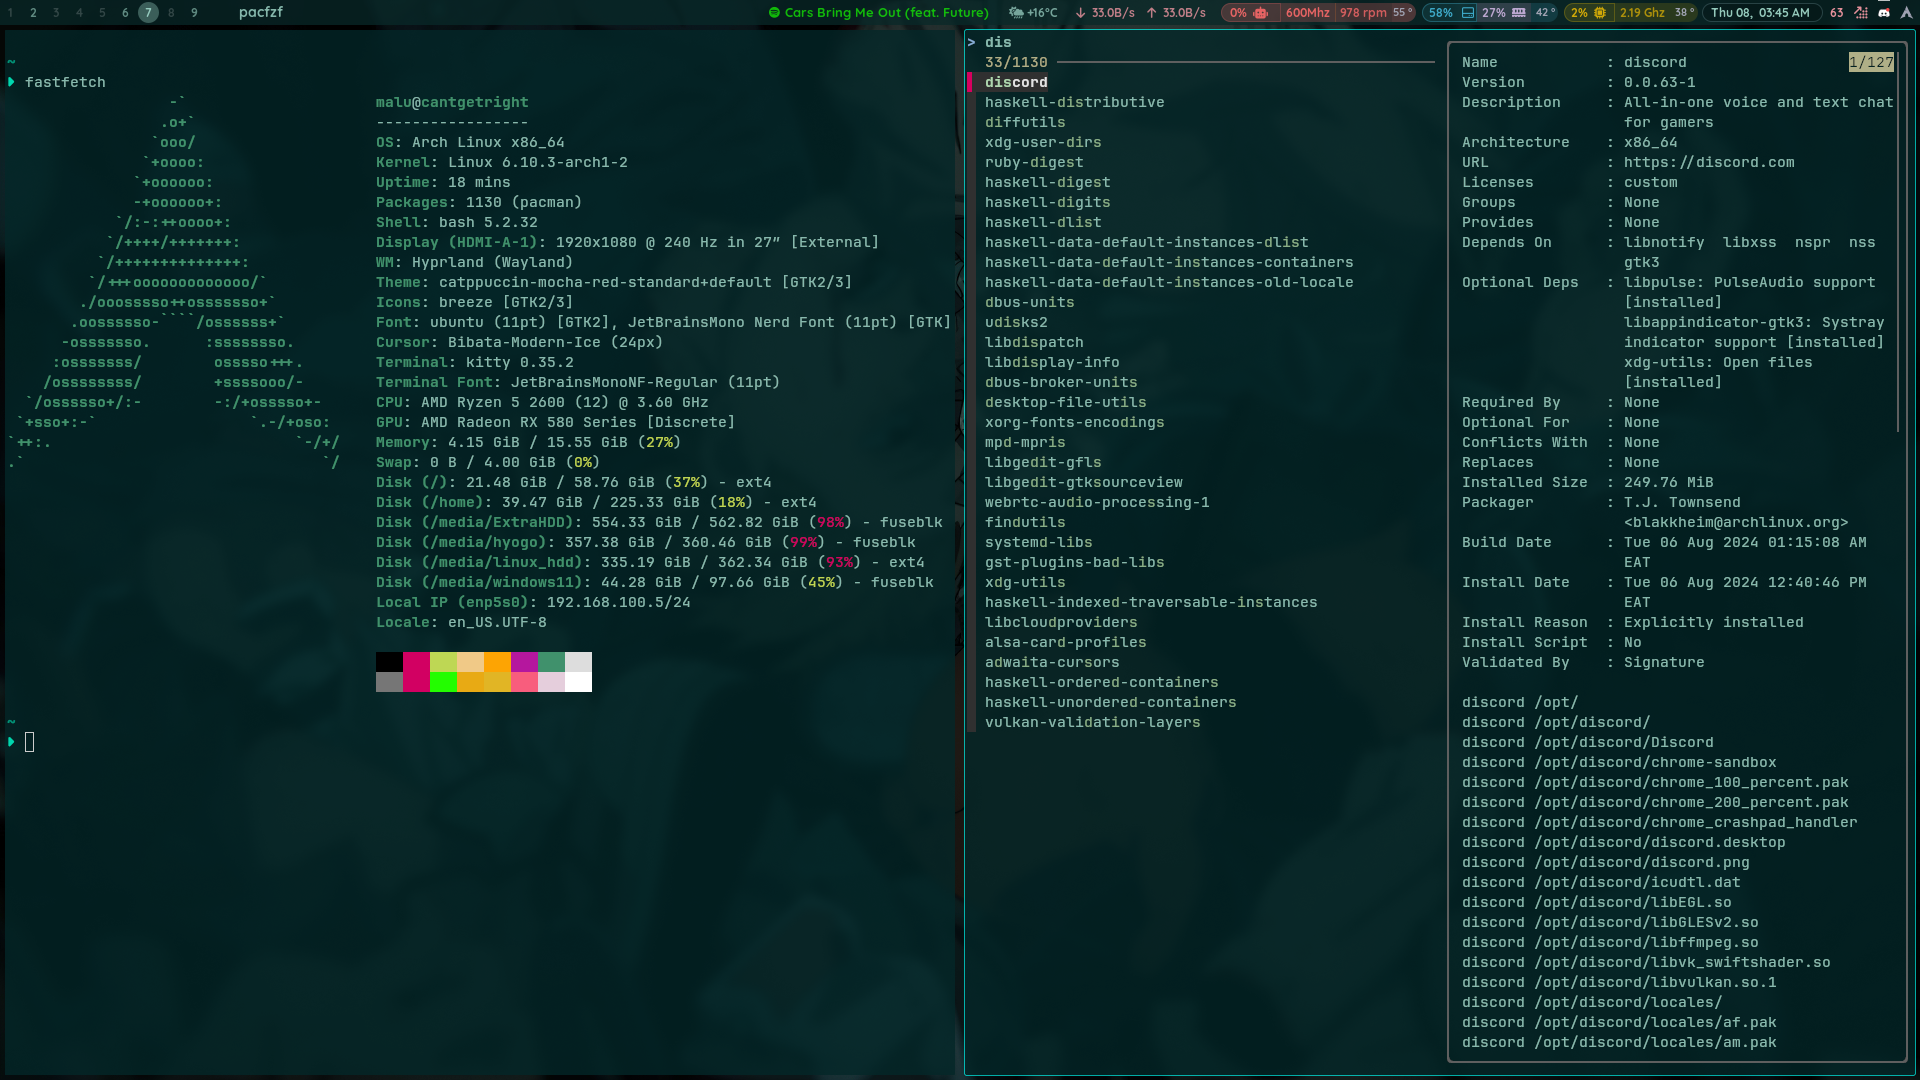 1 2 3 4 5 6 7 8 9 pacfzf Cars Bring Me Out (feat. Future) +16°C ↓ 33.0B/s ↑ 33.0B/s 0% 600Mhz 978 rpm 55 ° 58% 27% 42 ° 2% 2.19 Ghz 38 ° Thu 08, 03:45 AM 63
~
fastfetch
-`
.o+`
`ooo/
`+oooo:
`+oooooo:
-+oooooo+:
`/:-:++oooo+:
`/++++/+++++++:
`/++++++++++++++:
`/+++ooooooooooooo/`
./ooosssso++osssssso+`
.oossssso-````/ossssss+`
-osssssso.      :ssssssso.
:osssssss/        osssso+++.
/ossssssss/        +ssssooo/-
`/ossssso+/:-        -:/+osssso+-
`+sso+:-`                 `.-/+oso:
`++:.                           `-/+/
.`                                 `/
malu@cantgetright
-----------------
OS: Arch Linux x86_64
Kernel: Linux 6.10.3-arch1-2
Uptime: 18 mins
Packages: 1130 (pacman)
Shell: bash 5.2.32
Display (HDMI-A-1): 1920x1080 @ 240 Hz in 27″ [External]
WM: Hyprland (Wayland)
Theme: catppuccin-mocha-red-standard+default [GTK2/3]
Icons: breeze [GTK2/3]
Font: ubuntu (11pt) [GTK2], JetBrainsMono Nerd Font (11pt) [GTK]
Cursor: Bibata-Modern-Ice (24px)
Terminal: kitty 0.35.2
Terminal Font: JetBrainsMonoNF-Regular (11pt)
CPU: AMD Ryzen 5 2600 (12) @ 3.60 GHz
GPU: AMD Radeon RX 580 Series [Discrete]
Memory: 4.15 GiB / 15.55 GiB (27%)
Swap: 0 B / 4.00 GiB (0%)
Disk (/): 21.48 GiB / 58.76 GiB (37%) - ext4
Disk (/home): 39.47 GiB / 225.33 GiB (18%) - ext4
Disk (/media/ExtraHDD): 554.33 GiB / 562.82 GiB (98%) - fuseblk
Disk (/media/hyogo): 357.38 GiB / 360.46 GiB (99%) - fuseblk
Disk (/media/linux_hdd): 335.19 GiB / 362.34 GiB (93%) - ext4
Disk (/media/windows11): 44.28 GiB / 97.66 GiB (45%) - fuseblk
Local IP (enp5s0): 192.168.100.5/24
Locale: en_US.UTF-8
~
> dis
33/1130
discord
haskell-distributive
diffutils
xdg-user-dirs
ruby-digest
haskell-digest
haskell-digits
haskell-dlist
haskell-data-default-instances-dlist
haskell-data-default-instances-containers
haskell-data-default-instances-old-locale
dbus-units
udisks2
libdispatch
libdisplay-info
dbus-broker-units
desktop-file-utils
xorg-fonts-encodings
mpd-mpris
libgedit-gfls
libgedit-gtksourceview
webrtc-audio-processing-1
findutils
systemd-libs
gst-plugins-bad-libs
xdg-utils
haskell-indexed-traversable-instances
libcloudproviders
alsa-card-profiles
adwaita-cursors
haskell-ordered-containers
haskell-unordered-containers
vulkan-validation-layers
Name : discord 1/127
Version : 0.0.63-1
Description : All-in-one voice and text chat
for gamers
Architecture : x86_64
URL : https://discord.com
Licenses : custom
Groups : None
Provides : None
Depends On : libnotify libxss nspr nss
gtk3
Optional Deps : libpulse: PulseAudio support
[installed]
libappindicator-gtk3: Systray
indicator support [installed]
xdg-utils: Open files
[installed]
Required By : None
Optional For : None
Conflicts With : None
Replaces : None
Installed Size : 249.76 MiB
Packager : T.J. Townsend
<blakkheim@archlinux.org>
Build Date : Tue 06 Aug 2024 01:15:08 AM
EAT
Install Date : Tue 06 Aug 2024 12:40:46 PM
EAT
Install Reason : Explicitly installed
Install Script : No
Validated By : Signature
discord /opt/
discord /opt/discord/
discord /opt/discord/Discord
discord /opt/discord/chrome-sandbox
discord /opt/discord/chrome_100_percent.pak
discord /opt/discord/chrome_200_percent.pak
discord /opt/discord/chrome_crashpad_handler
discord /opt/discord/discord.desktop
discord /opt/discord/discord.png
discord /opt/discord/icudtl.dat
discord /opt/discord/libEGL.so
discord /opt/discord/libGLESv2.so
discord /opt/discord/libffmpeg.so
discord /opt/discord/libvk_swiftshader.so
discord /opt/discord/libvulkan.so.1
discord /opt/discord/locales/
discord /opt/discord/locales/af.pak
discord /opt/discord/locales/am.pak